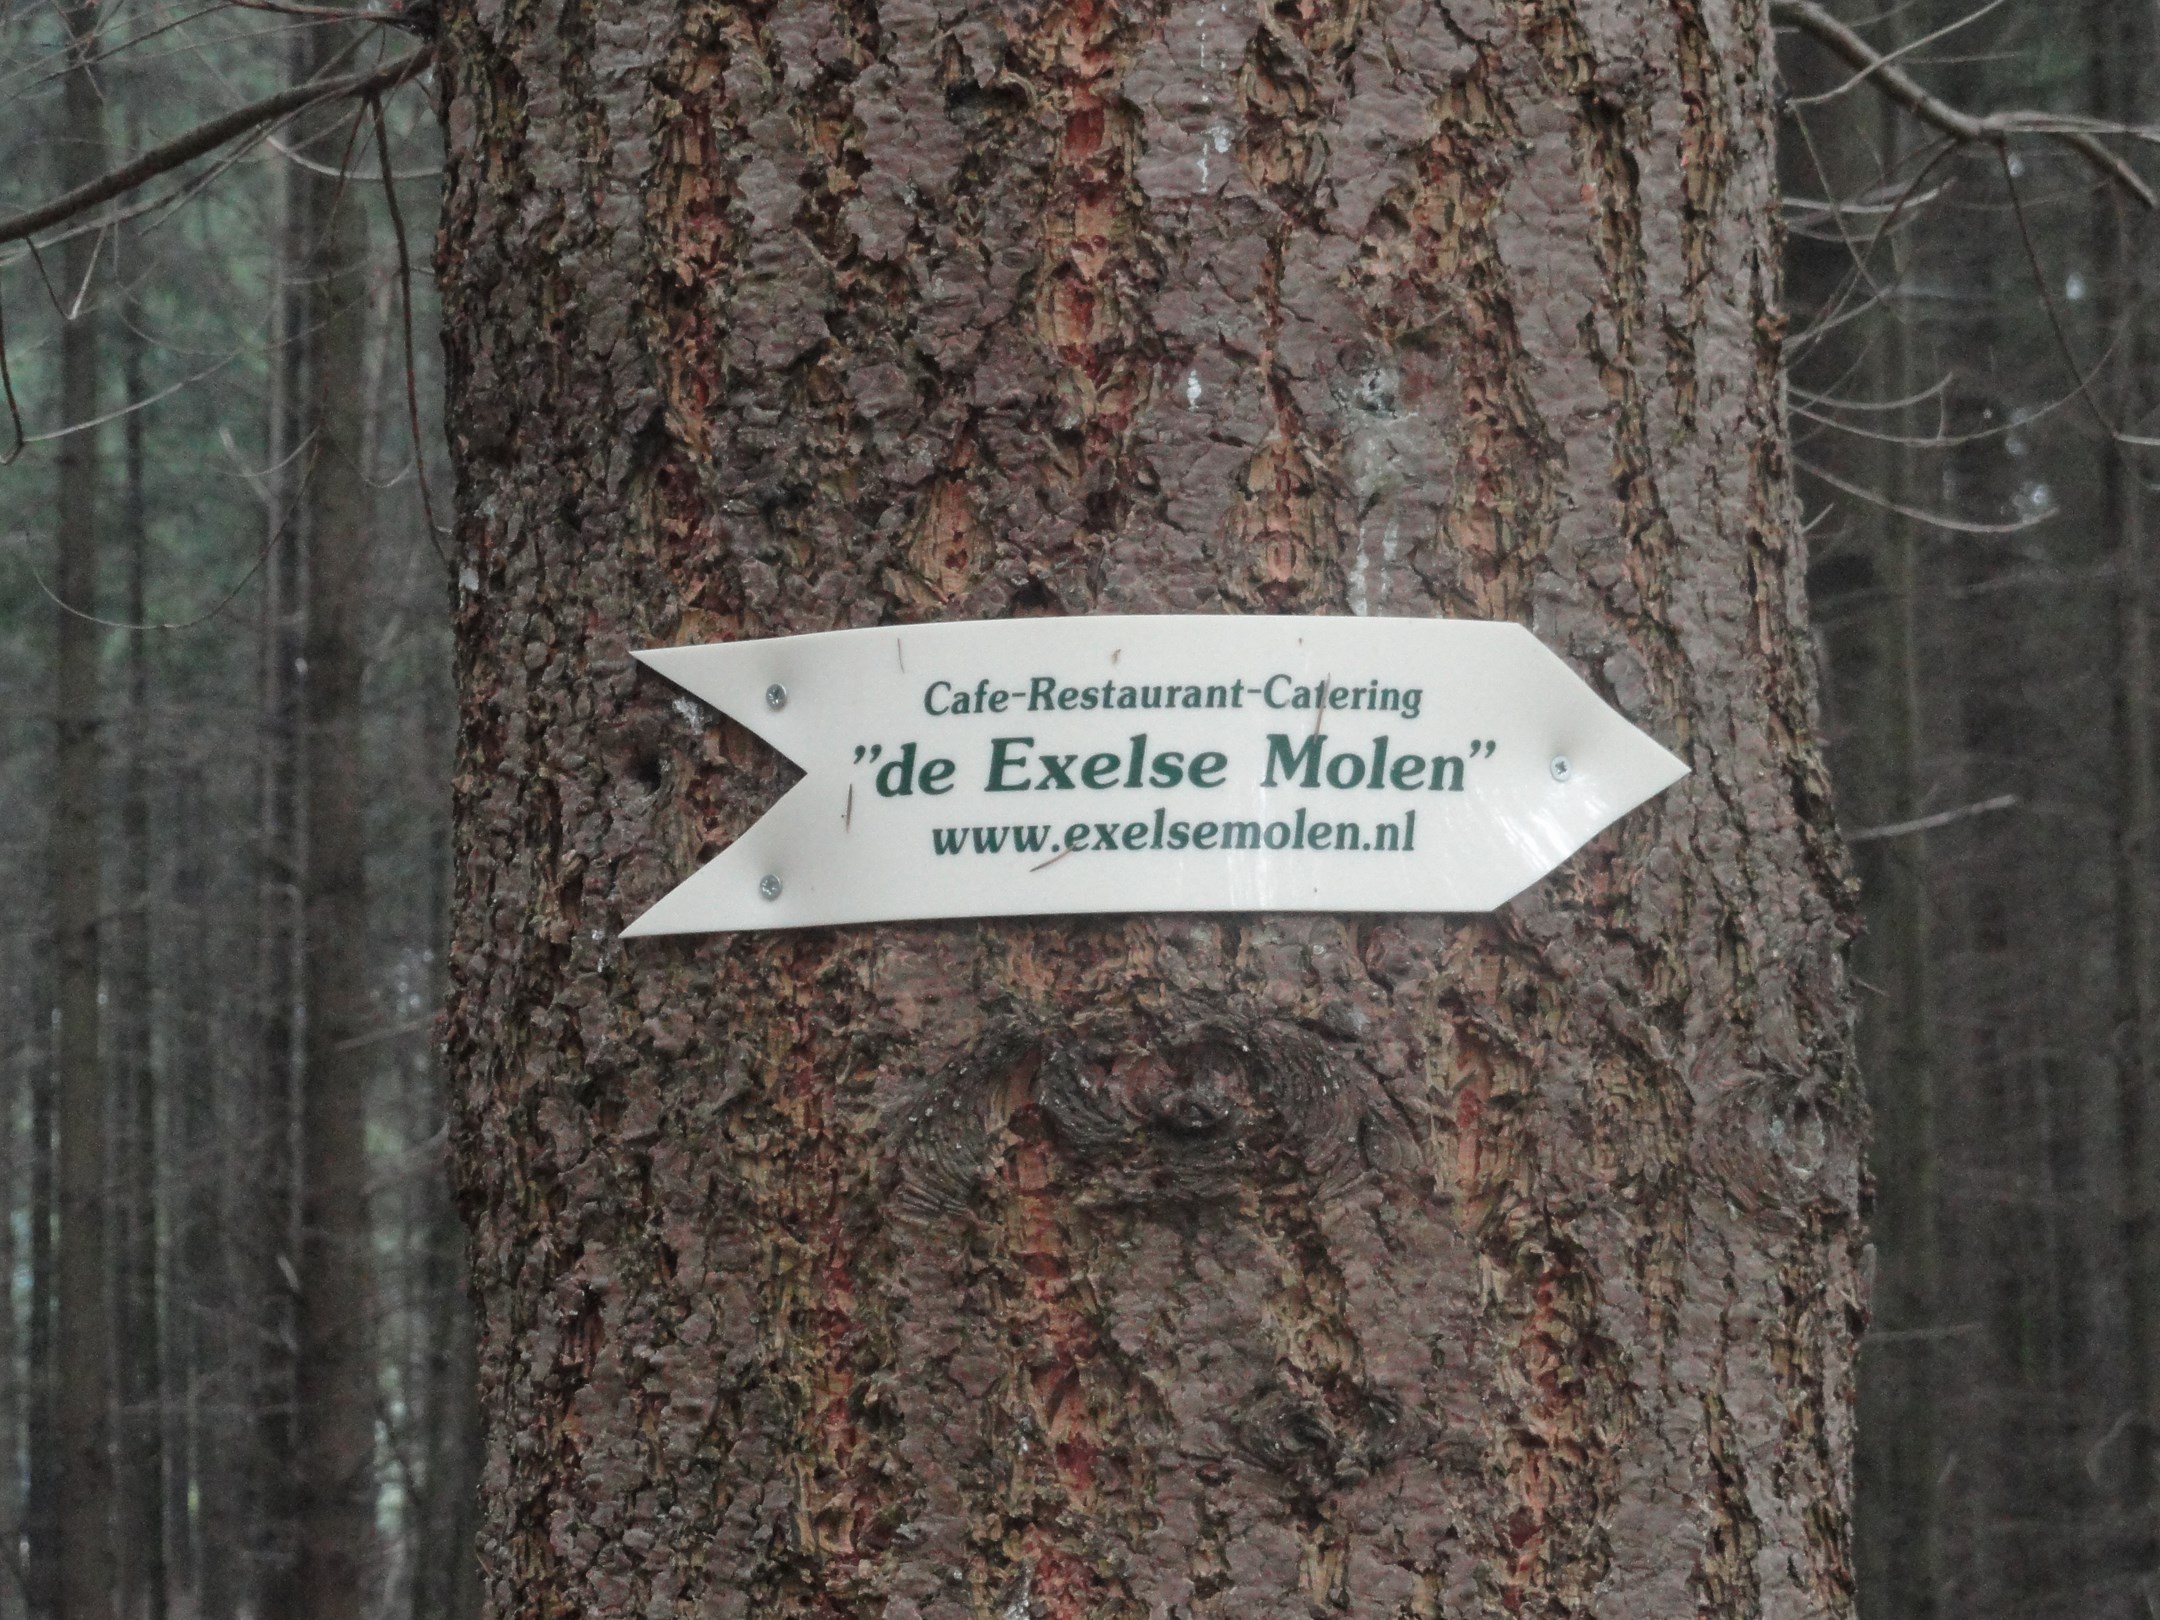 Cafe-Restaurant-Catering
"de Exelse Molen"
www.exelsemolen.nl